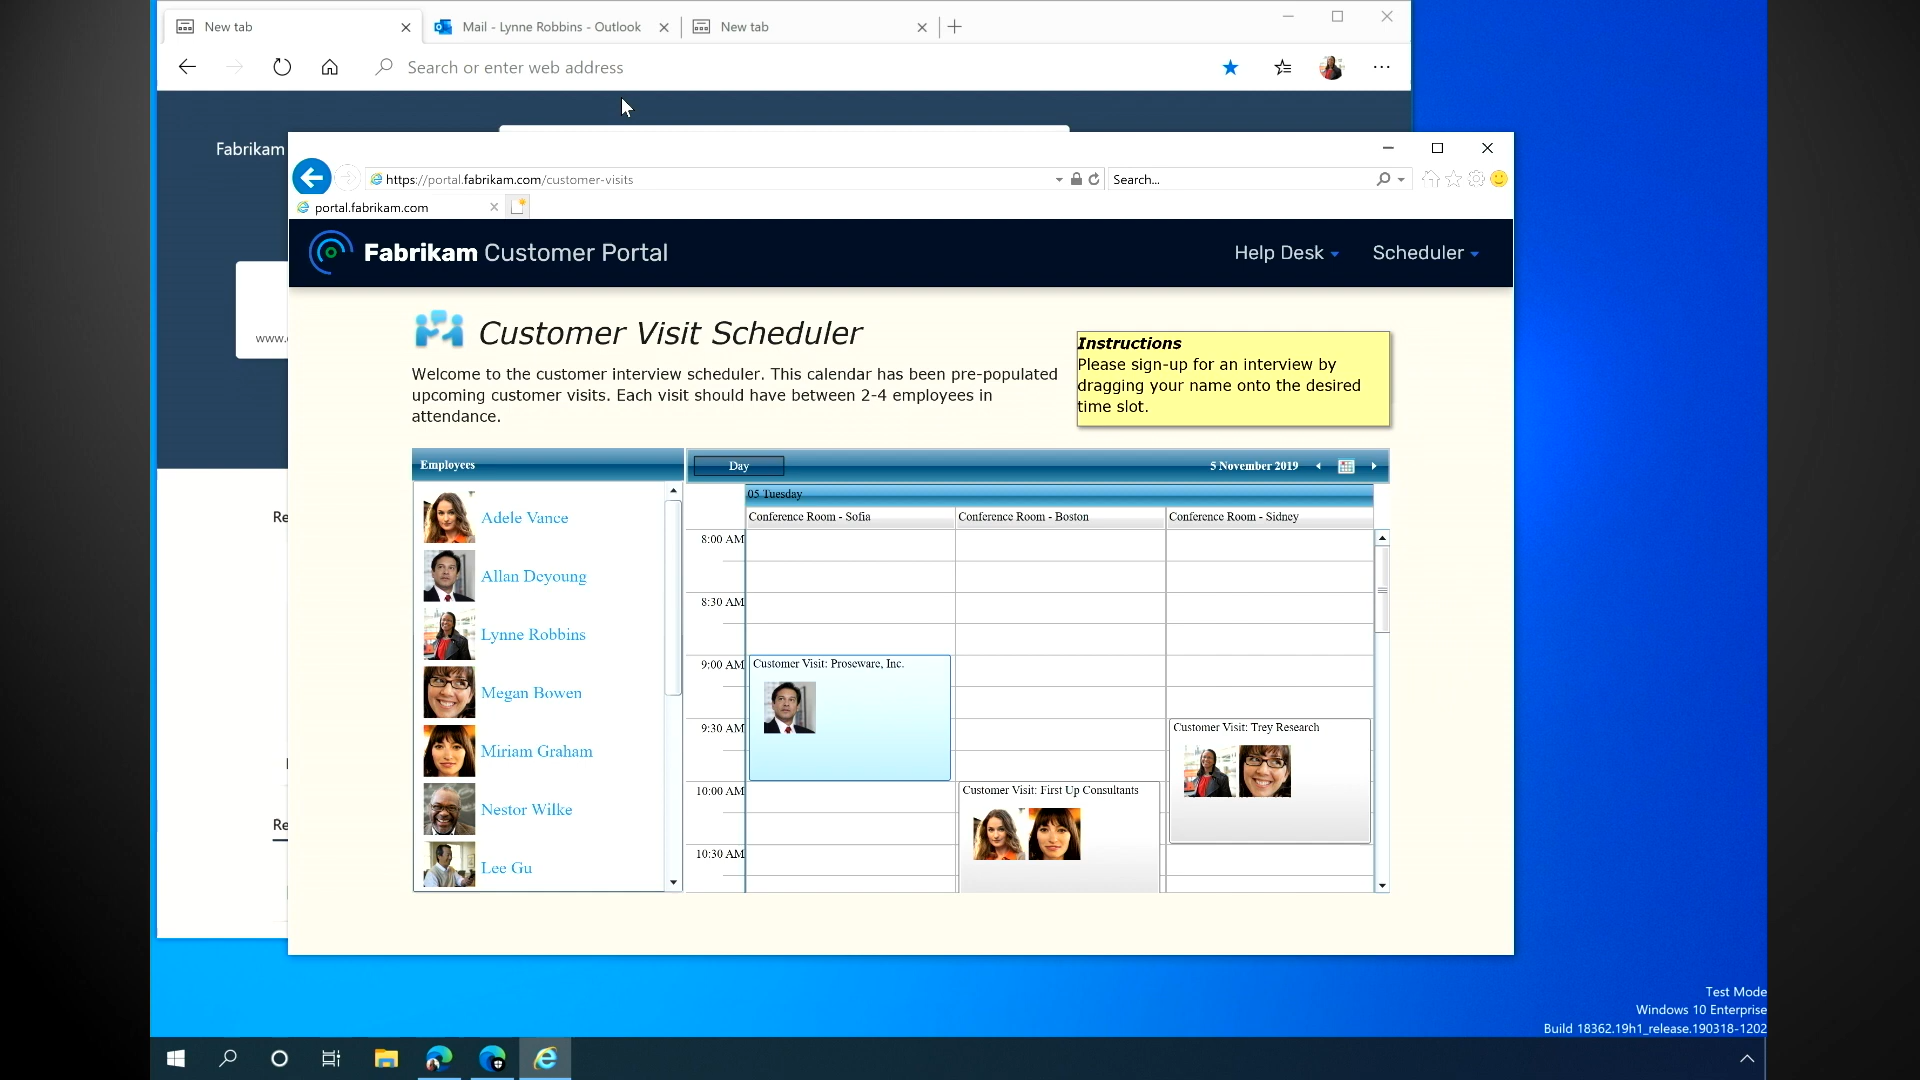 New tab
Mail - Lynne Robbins - Outlook
New tab
Search or enter web address
Fabrikam
https://portal.fabrikam.com/customer-visits
Search...
portal.fabrikam.com
Fabrikam Customer Portal
Help Desk
Scheduler
Customer Visit Scheduler
Welcome to the customer interview scheduler. This calendar has been pre-populated
upcoming customer visits. Each visit should have between 2-4 employees in
attendance.
Instructions
Please sign-up for an interview by
dragging your name onto the desired
time slot.
www.
Employees
Day
5 November 2019
05 Tuesday
Conference Room - Sofia
Conference Room - Boston
Conference Room - Sidney
Re
Adele Vance
Allan Deyoung
Lynne Robbins
Megan Bowen
Miriam Graham
Nestor Wilke
Lee Gu
Re
8:00 AM
8:30 AM
9:00 AM
9:30 AM
10:00 AM
10:30 AM
Customer Visit: Proseware, Inc.
Customer Visit: First Up Consultants
Customer Visit: Trey Research
Test Mode
Windows 10 Enterprise
Build 18362.19h1_release.190318-1202